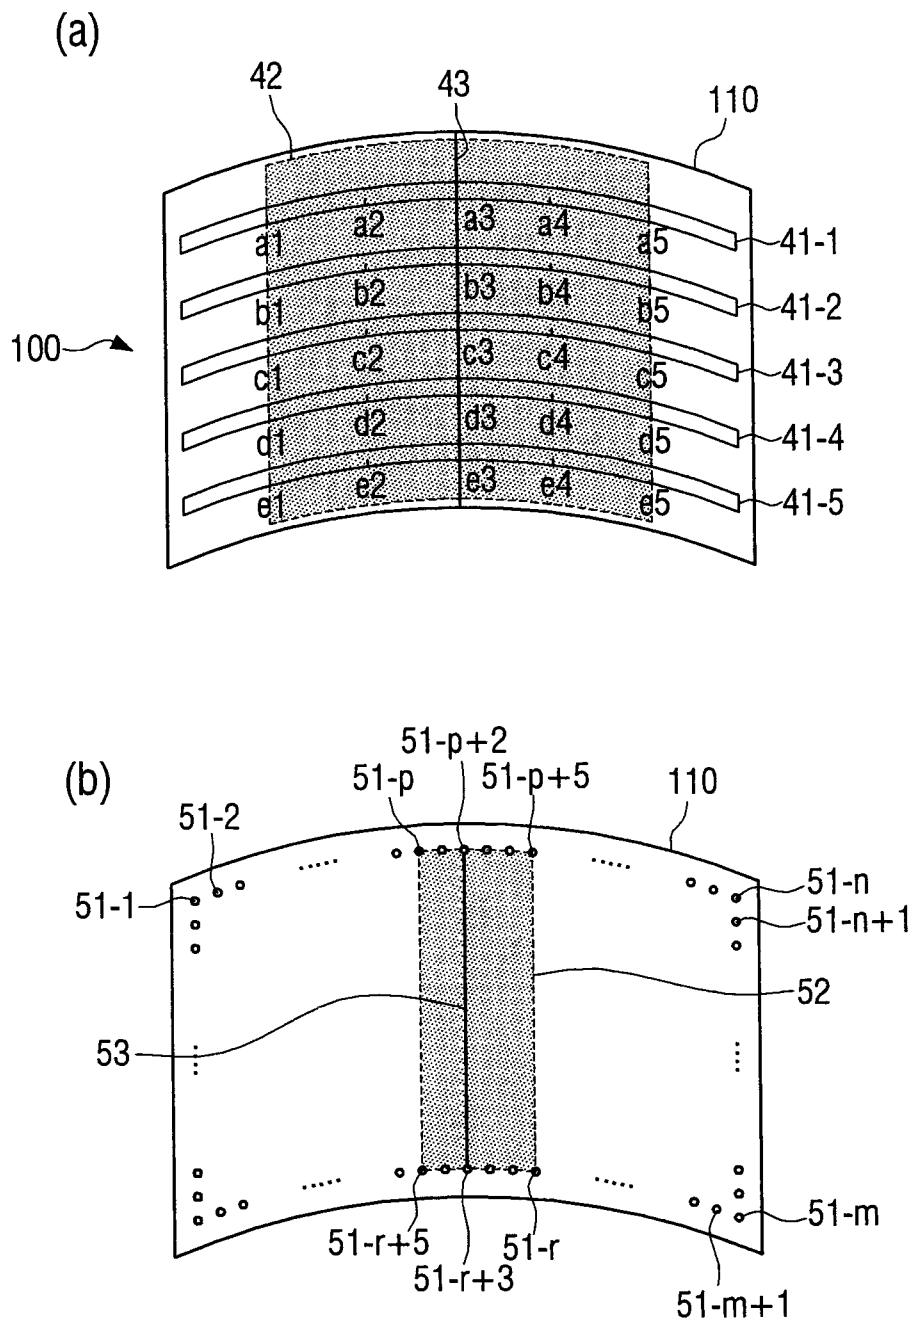 (a)
42 43 110
a1 a2 a3 a4 a5 41-1
b1 b2 b3 b4 b5 41-2
100 c1 c2 c3 c4 c5 41-3
d1 d2 d3 d4 d5 41-4
e1 e2 e3 e4 e5 41-5
(b)
51-p+2
51-p 51-p+5 110
51-2
51-1 51-n
51-n+1
52
53
51-r+5 51-r 51-m
51-r+3
51-m+1